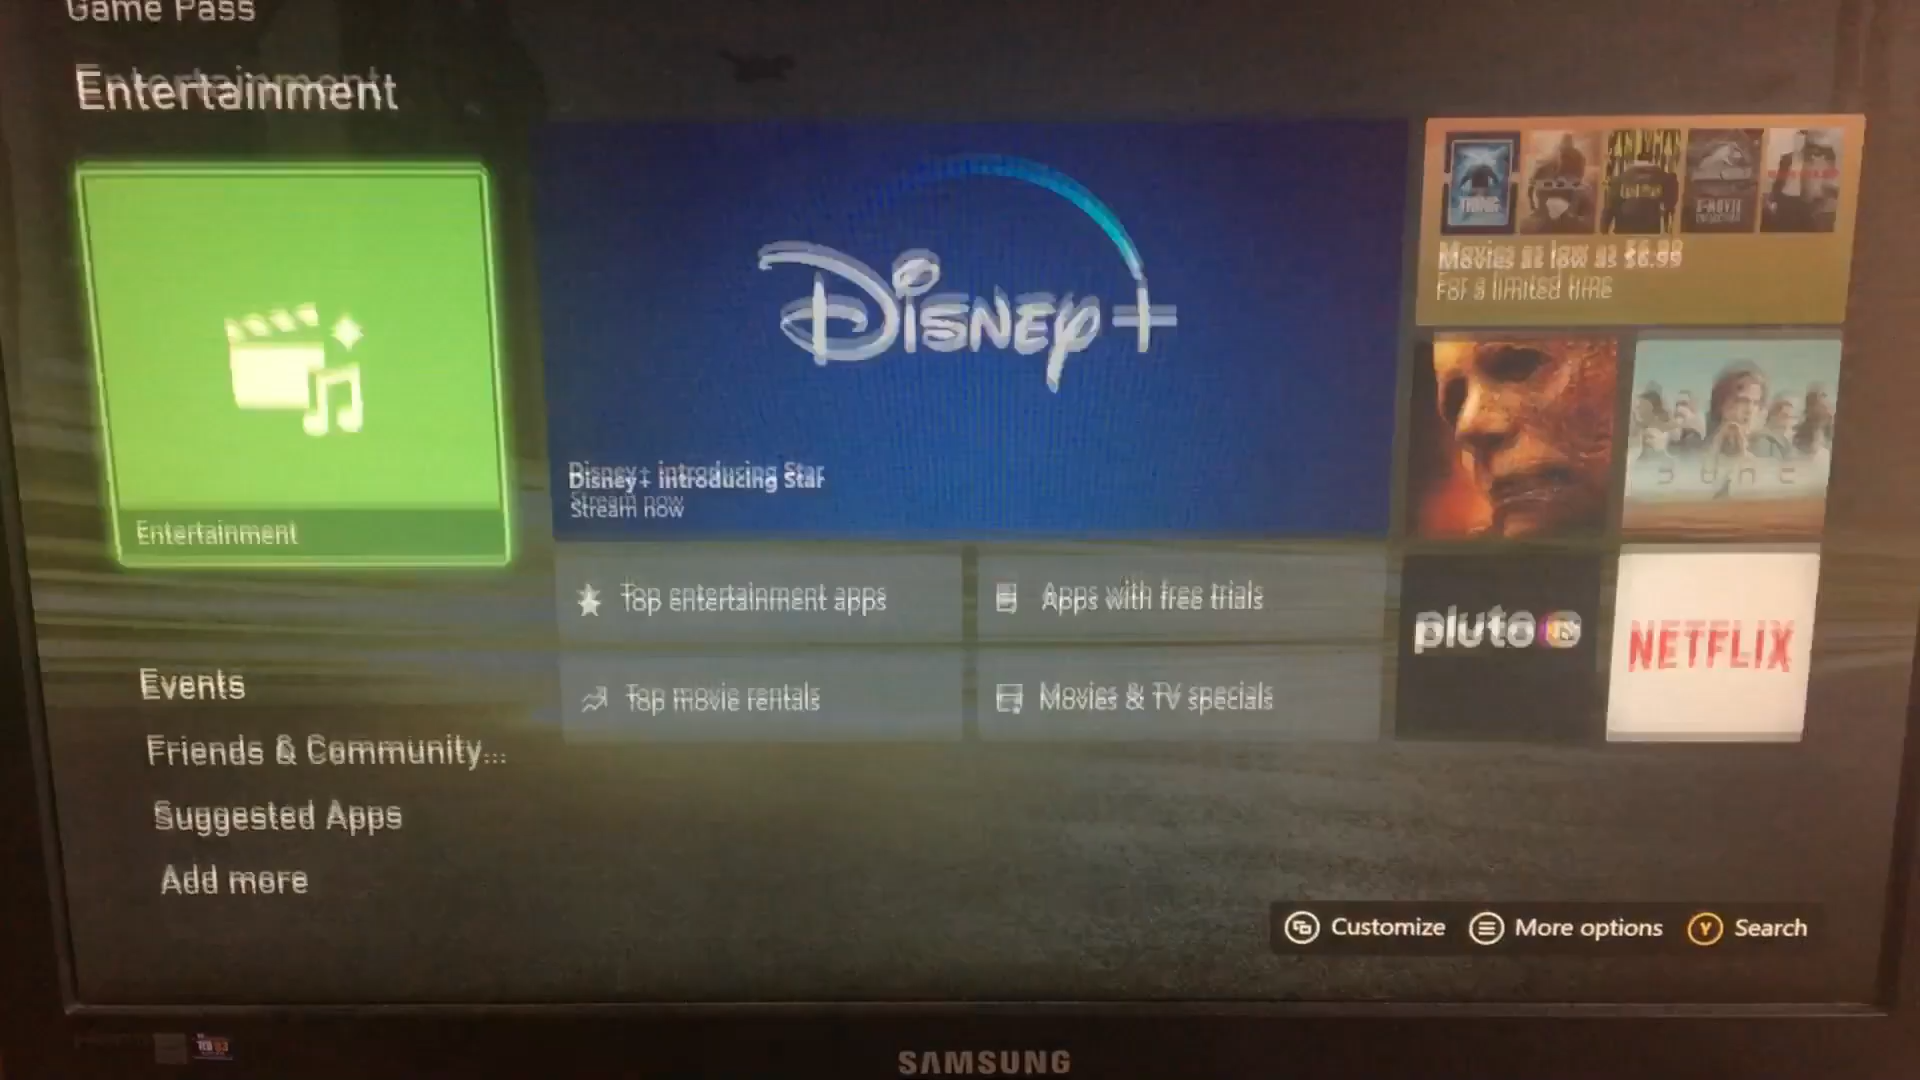 Game Pass
Entertainment
Entertainment
DISNEY+
Disney+ introducing Star
Stream now
Movies as low as $6.99
For a limited time
THING
DUNE
Top entertainment apps
Apps with free trials
Top movie rentals
Movies & TV specials
pluto
NETFLIX
Events
Friends & Community...
Suggested Apps
Add more
Customize
More options
Y
Search
SAMSUNG